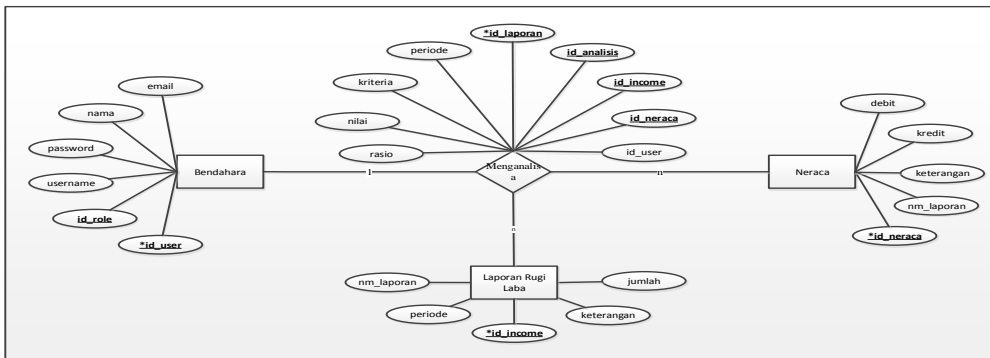 *id_laporan
periode
id_analisis
email
kriteria
id_income
nama
debit
nilai
id_neraca
kredit
password
rasio
id_user
Bendahara
1
Menganalis
a
n
Neraca
keterangan
username
nm_laporan
id_role
*id_neraca
*id_user
n
nm_laporan
Laporan Rugi
Laba
jumlah
periode
keterangan
*id_income